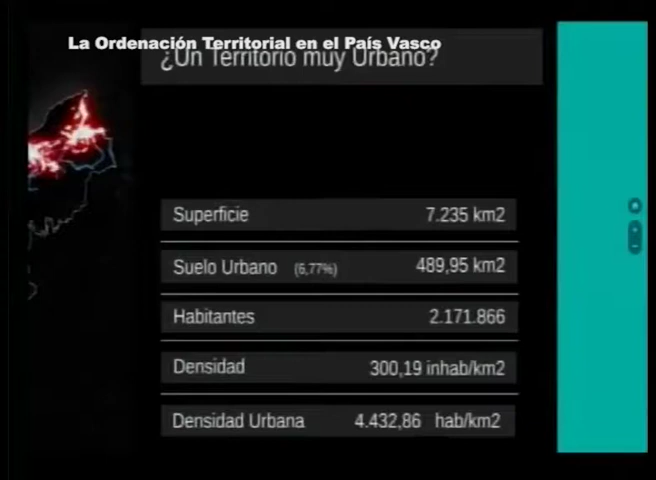 La Ordenación Territorial en el País Vasco
¿Un Territorio muy Urbano?
Superficie 7.235 km2
Suelo Urbano (6,77%) 489,95 km2
Habitantes 2.171.866
Densidad 300,19 inhab/km2
Densidad Urbana 4.432,86 hab/km2